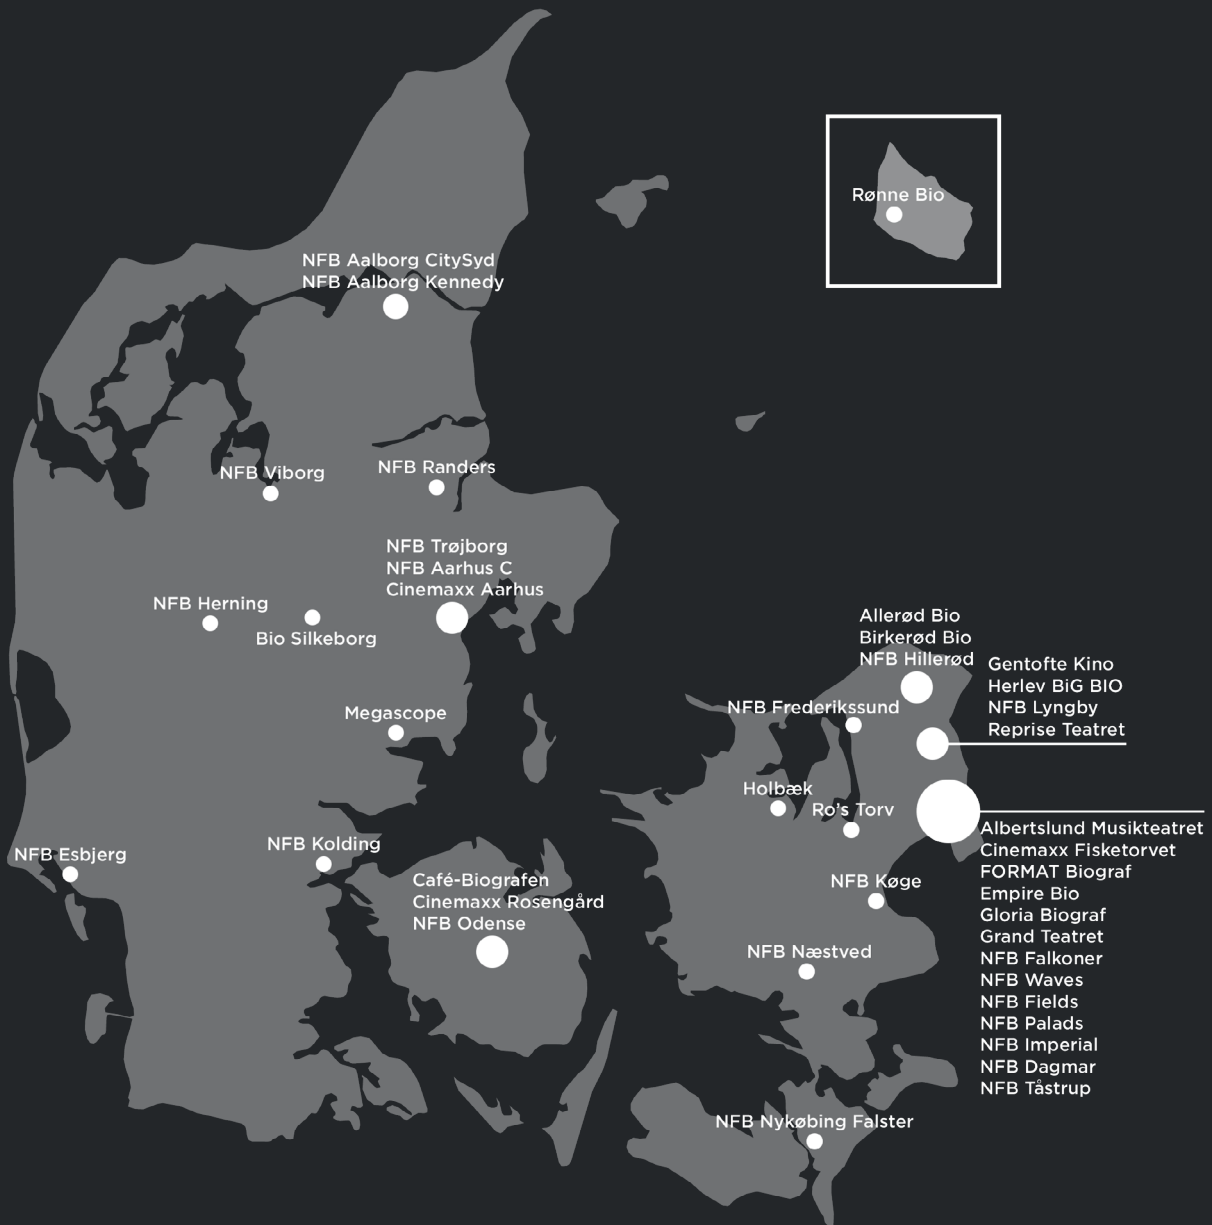 Rønne Bio
NFB Aalborg CitySyd
NFB Aalborg Kennedy
NFB Viborg
NFB Randers
NFB Trøjborg
NFB Aarhus C
Cinemaxx Aarhus
NFB Herning
Bio Silkeborg
Allerød Bio
Birkerød Bio
NFB Hillerød
Gentofte Kino
Herlev BiG BIO
NFB Lyngby
Reprise Teatret
NFB Frederikssund
Megascope
Holbæk
Ro's Torv
Albertslund Musikteatret
Cinemaxx Fisketorvet
FORMAT Biograf
Empire Bio
Gloria Biograf
Grand Teatret
NFB Falkoner
NFB Waves
NFB Fields
NFB Palads
NFB Imperial
NFB Dagmar
NFB Tåstrup
NFB Kolding
NFB Esbjerg
Café-Biografen
Cinemaxx Rosengård
NFB Odense
NFB Køge
NFB Næstved
NFB Nykøbing Falster